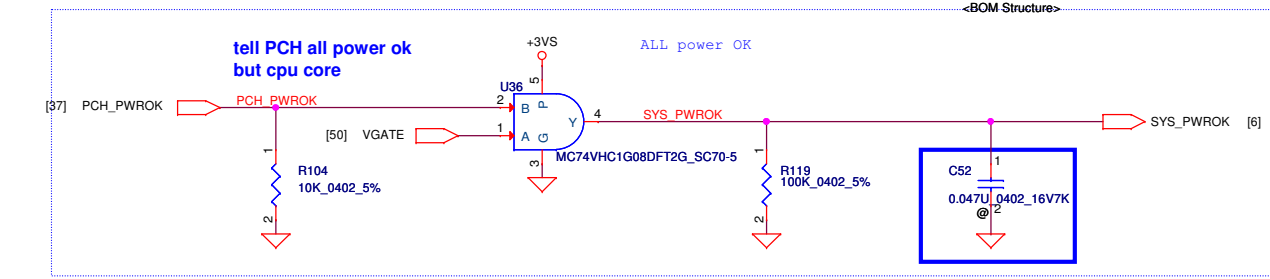 <BOM Structure>
tell PCH all power ok
but cpu core
+3VS
ALL power OK
5
U36
[37] PCH_PWROK
PCH_PWROK
2
B
P
Y
4
SYS_PWROK
SYS_PWROK [6]
[50] VGATE
1
A
G
3
MC74VHC1G08DFT2G_SC70-5
1
R104
10K_0402_5%
2
1
R119
100K_0402_5%
2
1
C52
0.047U_0402_16V7K
@
2